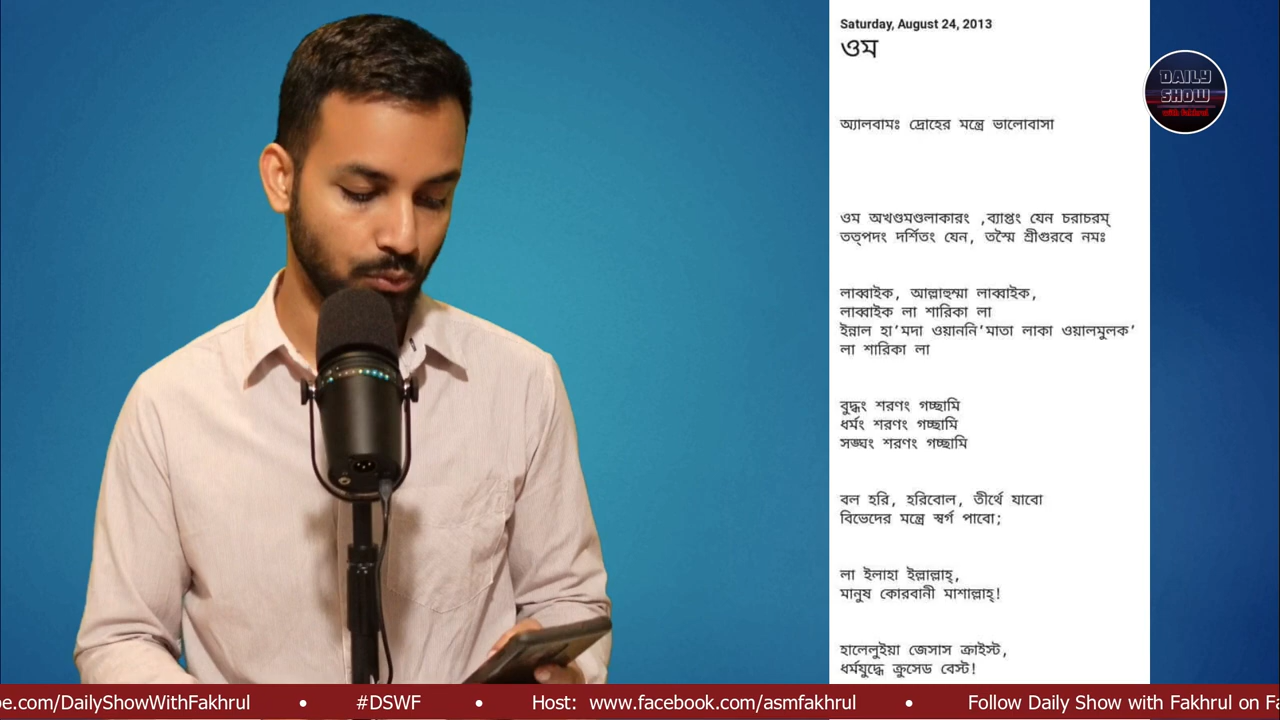 Saturday, August 24, 2013
ওম
অ্যালবামঃ দ্রোহের মন্ত্রে ভালোবাসা
ওম অখণ্ডমণ্ডলাকারং ,ব্যাপ্তং যেন চরাচরম্
তত্পদং দর্শিতং যেন, তস্মৈ শ্রীগুরবে নমঃ
লাব্বাইক, আল্লাহুম্মা লাব্বাইক,
লাব্বাইক লা শারিকা লা
ইন্নাল হা’মদা ওয়াননি’মাতা লাকা ওয়ালমুলক’
লা শারিকা লা
বুদ্ধং শরণং গচ্ছামি
ধর্মং শরণং গচ্ছামি
সঙ্ঘং শরণং গচ্ছামি
বল হরি, হরিবোল, তীর্থে যাবো
বিভেদের মন্ত্রে স্বর্গ পাবো;
লা ইলাহা ইল্লাল্লাহ্,
মানুষ কোরবানী মাশাল্লাহ্!
হালেলুইয়া জেসাস ক্রাইস্ট,
ধর্মযুদ্ধে ক্রুসেড বেস্ট!
DAILY
SHOW
with Fakhrul
be.com/DailyShowWithFakhrul • #DSWF • Host: www.facebook.com/asmfakhrul • Follow Daily Show with Fakhrul on Fa